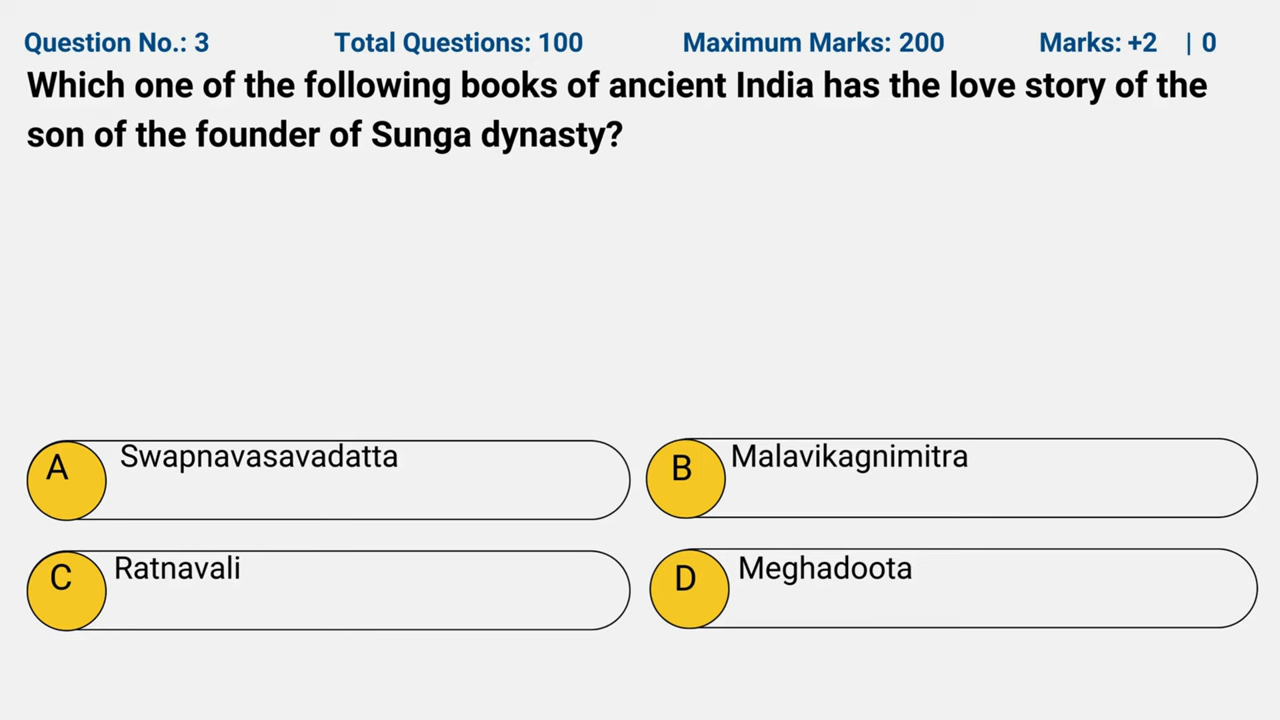 Question No.: 3 Total Questions: 100 Maximum Marks: 200 Marks: +2 | 0
Which one of the following books of ancient India has the love story of the
son of the founder of Sunga dynasty?
A Swapnavasavadatta
B Malavikagnimitra
C Ratnavali
D Meghadoota